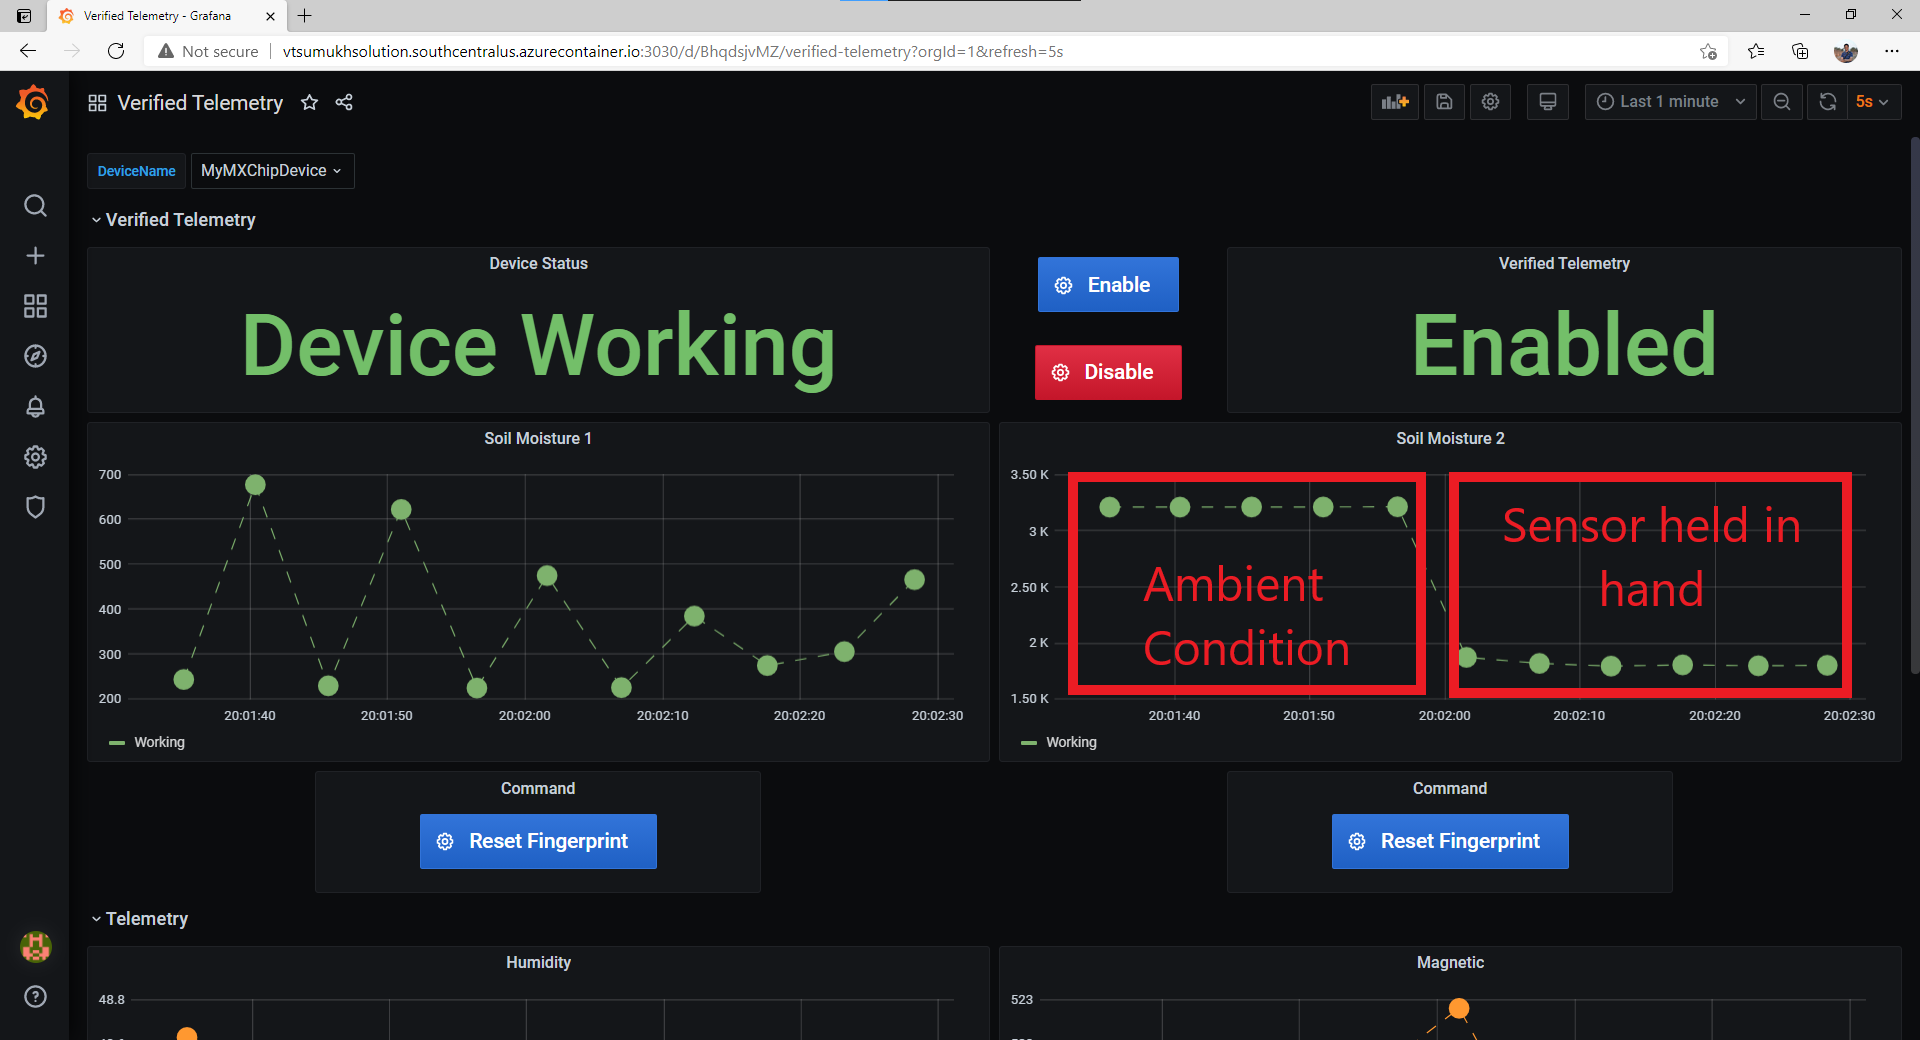 Verified Telemetry - Grafana
Not secure vtsumukhsolution.southcentralus.azurecontainer.io:3030/d/BhqdsjvMZ/verified-telemetry?orgId=1&refresh=5s
Verified Telemetry
Last 1 minute
5s
DeviceName MyMXChipDevice
Verified Telemetry
Device Status
Device Working
Enable
Disable
Verified Telemetry
Enabled
Soil Moisture 1
700
600
500
400
300
200
20:01:40 20:01:50 20:02:00 20:02:10 20:02:20 20:02:30
Working
Soil Moisture 2
3.50 K
3 K
2.50 K
2 K
1.50 K
Ambient
Condition
Sensor held in
hand
20:01:40 20:01:50 20:02:00 20:02:10 20:02:20 20:02:30
Working
Command
Reset Fingerprint
Command
Reset Fingerprint
Telemetry
Humidity
48.8
Magnetic
523